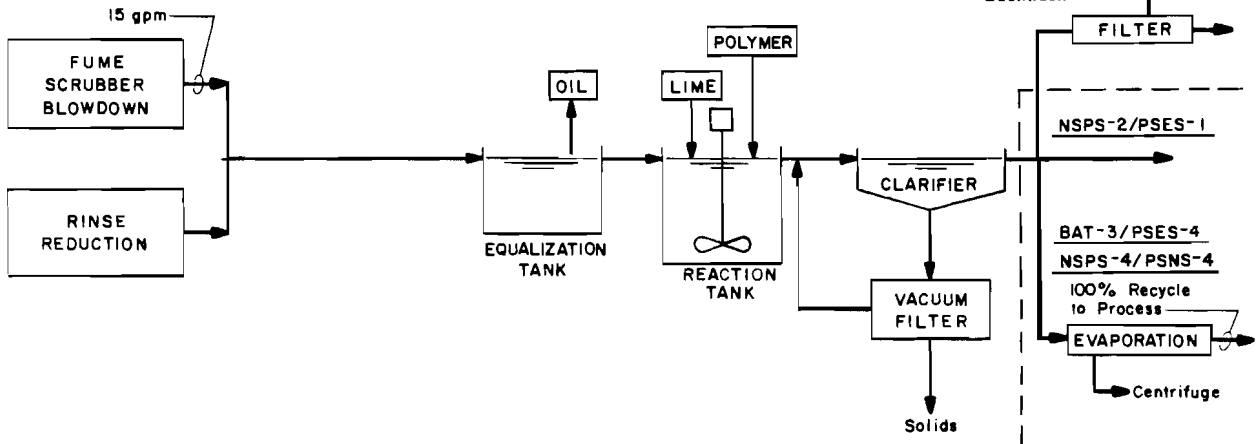 15 gpm
FUME
SCRUBBER
BLOWDOWN
RINSE
REDUCTION
OIL
EQUALIZATION
TANK
LIME
POLYMER
REACTION
TANK
CLARIFIER
VACUUM
FILTER
Solids
FILTER
NSPS-2/PSES-1
BAT-3/PSES-4
NSPS-4/PSNS-4
100% Recycle
to Process
EVAPORATION
Centrifuge